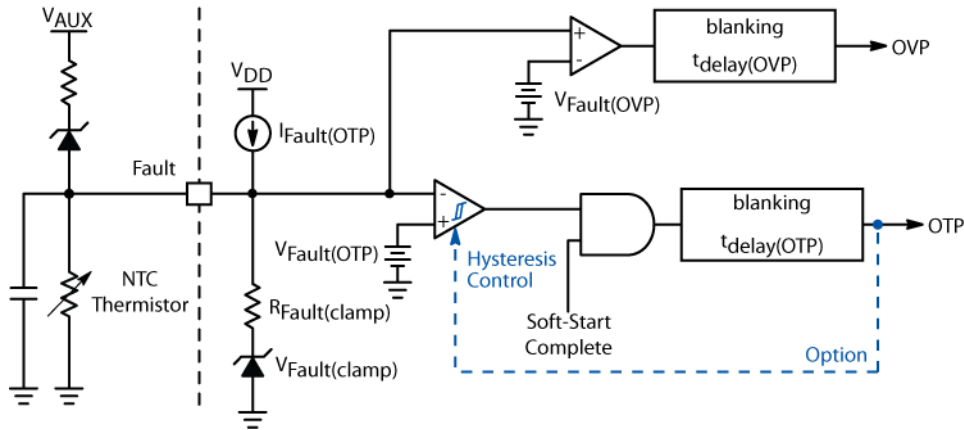 VAUX
VDD
IFault(OTP)
Fault
NTC
Thermistor
RFault(clamp)
VFault(clamp)
+
-
VFault(OVP)
blanking
tdelay(OVP)
OVP
-
+
VFault(OTP)
Hysteresis
Control
Soft-Start
Complete
blanking
tdelay(OTP)
OTP
Option